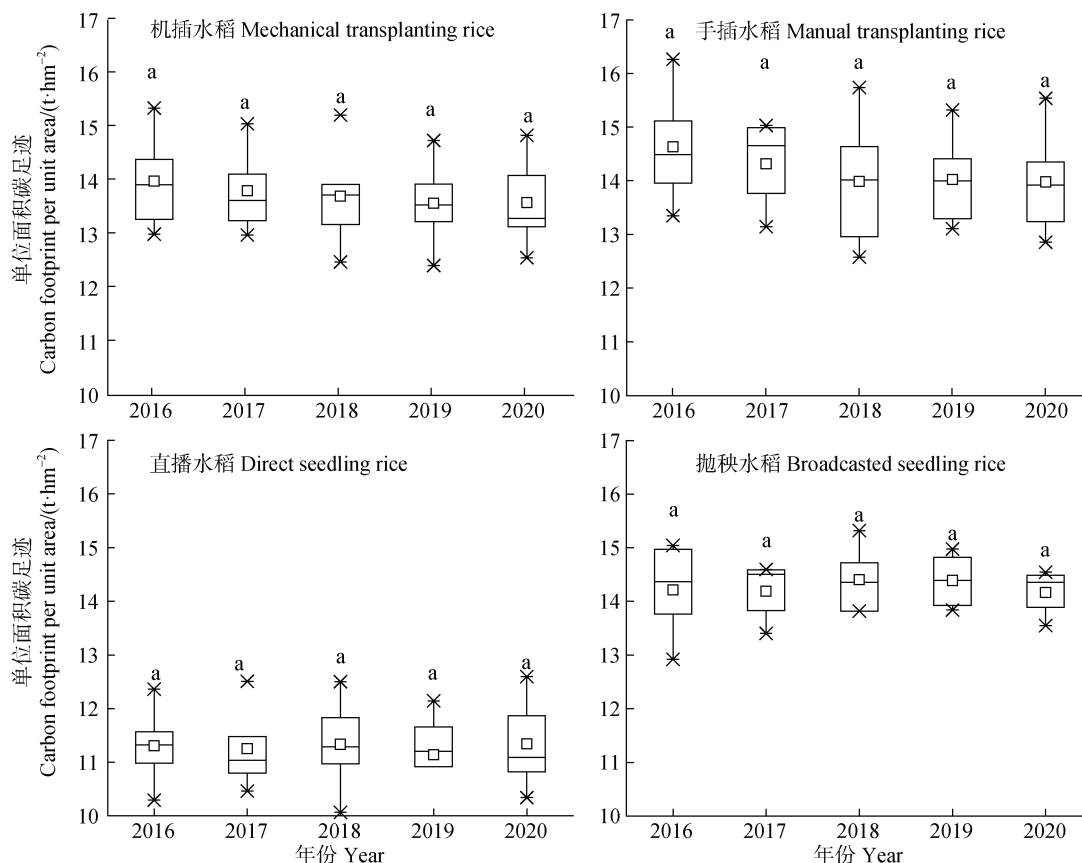 机插水稻 Mechanical transplanting rice
单位面积碳足迹
Carbon footprint per unit area/(t·hm⁻²)
17
16
15
14
13
12
11
10
a
a
a
a
a
2016
2017
2018
2019
2020
手插水稻 Manual transplanting rice
17
16
15
14
13
12
11
10
a
a
a
a
a
2016
2017
2018
2019
2020
直播水稻 Direct seedling rice
单位面积碳足迹
Carbon footprint per unit area/(t·hm⁻²)
17
16
15
14
13
12
11
10
a
a
a
a
a
2016
2017
2018
2019
2020
年份 Year
抛秧水稻 Broadcasted seedling rice
17
16
15
14
13
12
11
10
a
a
a
a
a
2016
2017
2018
2019
2020
年份 Year